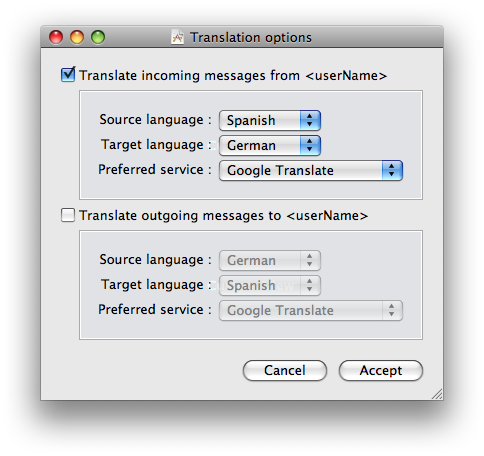 Translation options
Translate incoming messages from <userName>
Source language : Spanish
Target language : German
Preferred service : Google Translate
Translate outgoing messages to <userName>
Source language : German
Target language : Spanish
Preferred service : Google Translate
Cancel Accept